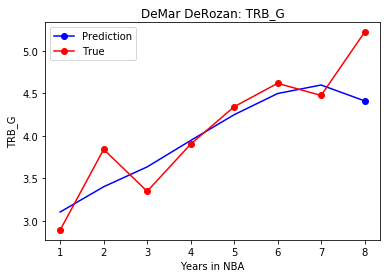 DeMar DeRozan: TRB_G
Prediction
True
5.0
4.5
4.0
3.5
3.0
TRB_G
1 2 3 4 5 6 7 8
Years in NBA